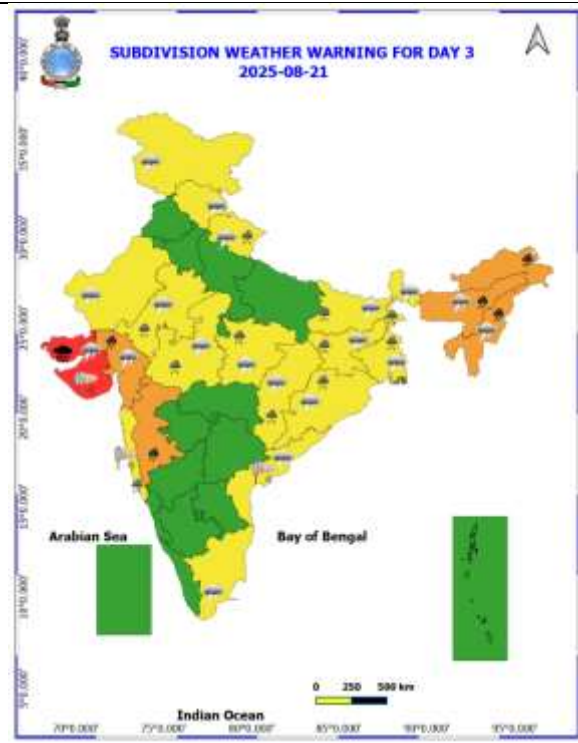 SUBDIVISION WEATHER WARNING FOR DAY 3
2025-08-21
Arabian Sea
Bay of Bengal
0 250 500 km
Indian Ocean
70°0.000' 75°0.000' 80°0.000' 85°0.000' 90°0.000' 95°0.000'